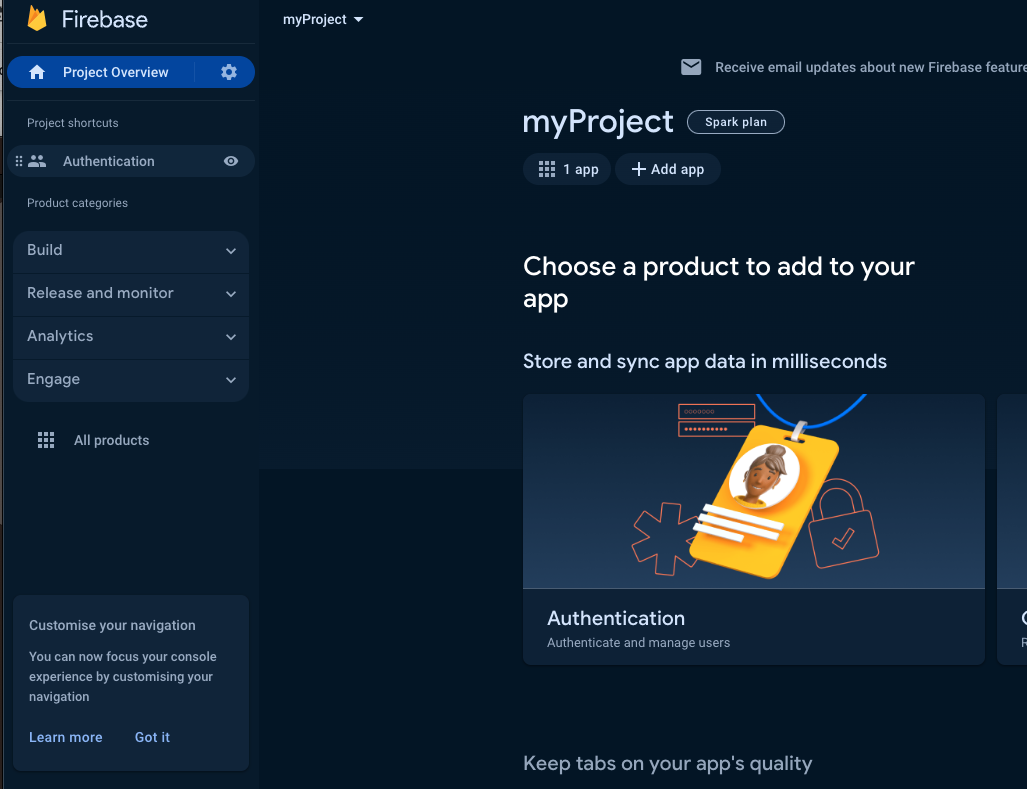 Firebase
myProject
Project Overview
Receive email updates about new Firebase feature
Project shortcuts
myProject
Spark plan
Authentication
1 app
Add app
Product categories
Build
Release and monitor
Analytics
Engage
All products
Choose a product to add to your
app
Store and sync app data in milliseconds
Authentication
Authenticate and manage users
Customise your navigation
You can now focus your console
experience by customising your
navigation
Learn more
Got it
Keep tabs on your app's quality